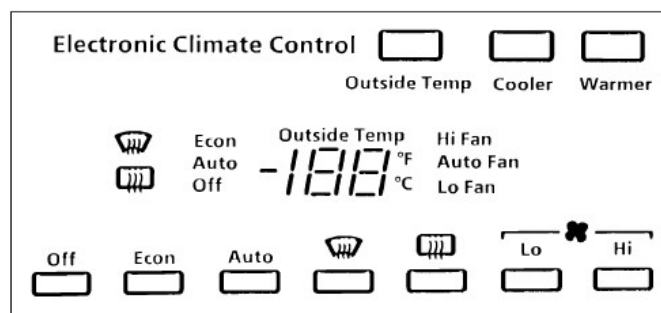 Electronic Climate Control
Outside Temp Cooler Warmer
Econ Outside Temp Hi Fan
Auto -188 °F Auto Fan
Off °C Lo Fan
Off Econ Auto Lo Hi